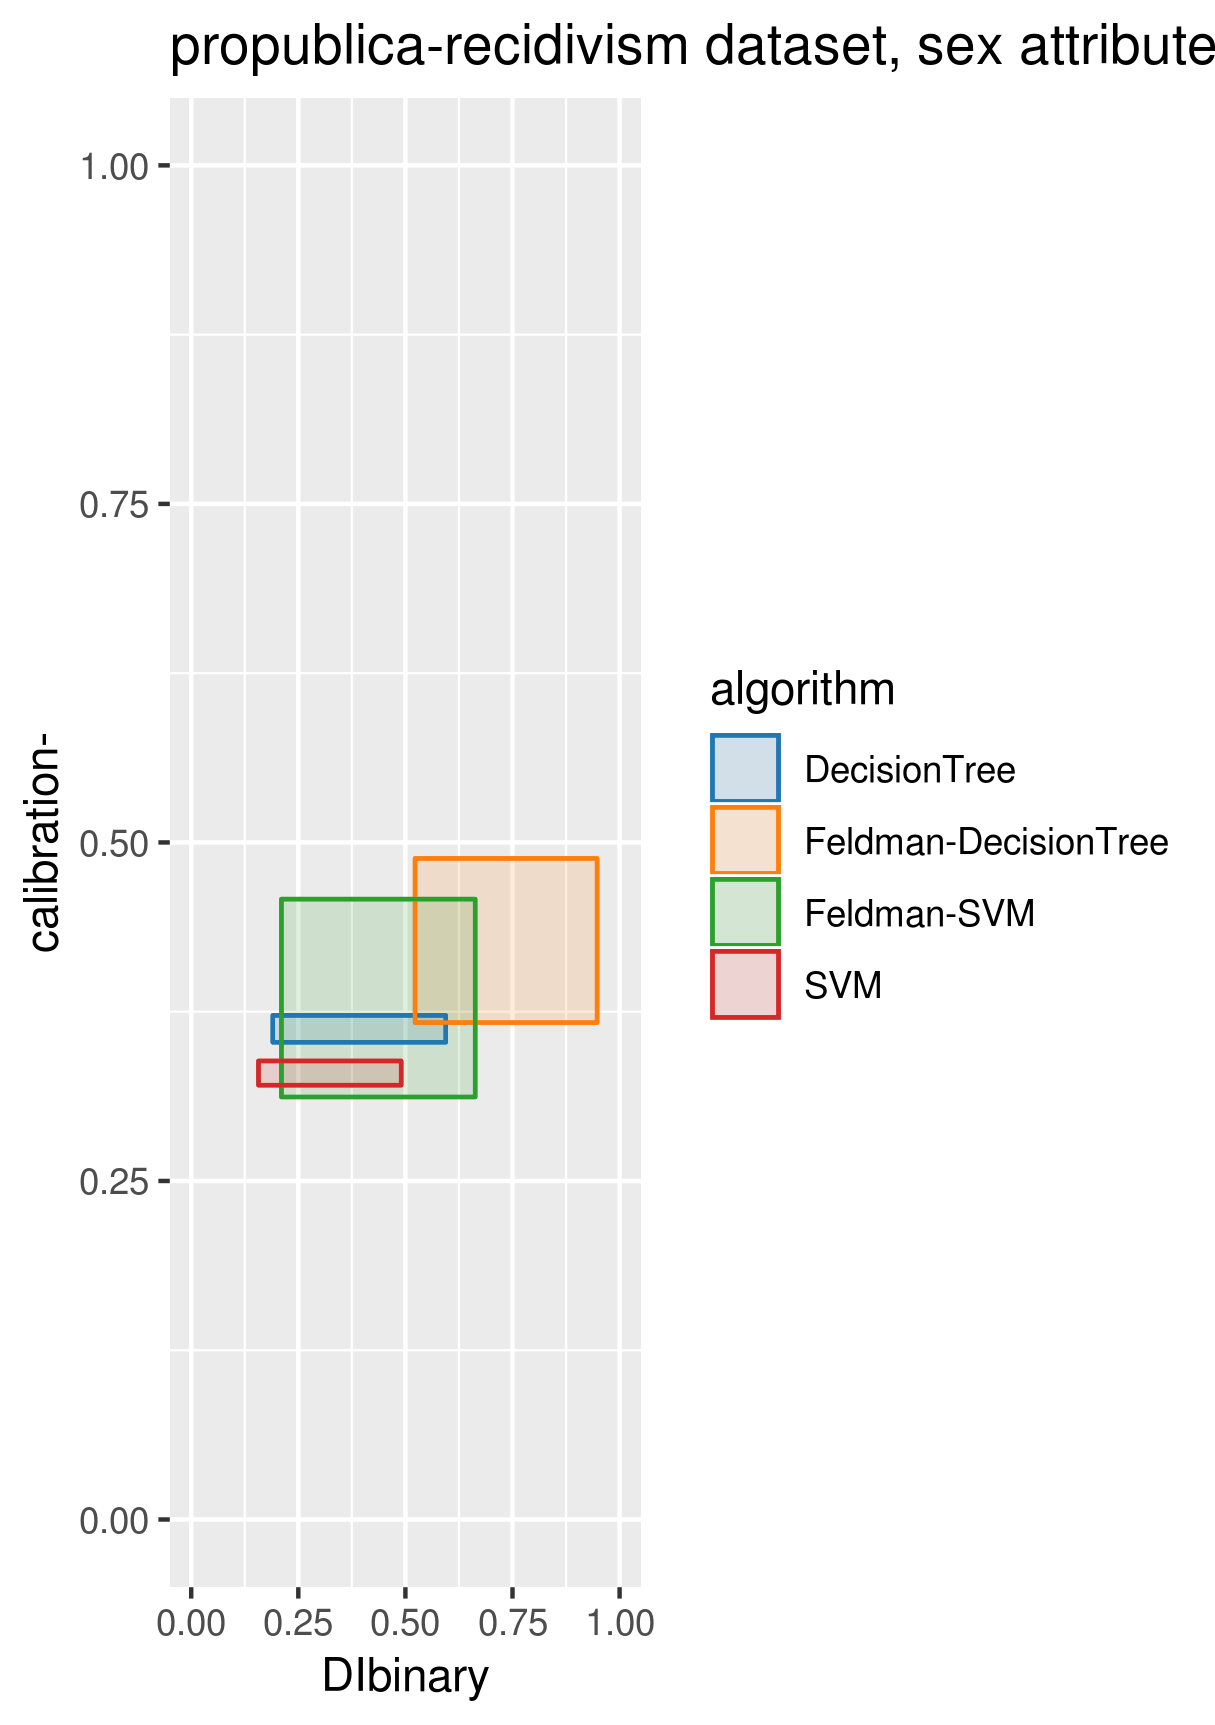 propublica-recidivism dataset, sex attribute
1.00
0.75
0.50
0.25
0.00
calibration-
0.00 0.25 0.50 0.75 1.00
DIbinary
algorithm
DecisionTree
Feldman-DecisionTree
Feldman-SVM
SVM